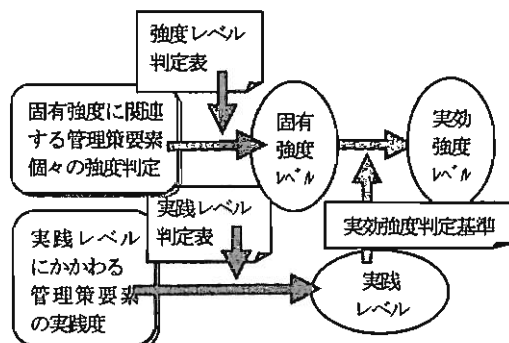 強度レベル
判定表
固有強度に関連
する管理策要素
個々の強度判定
固有
強度
レベル
実効
強度
レベル
実践レベル
判定表
実効強度判定基準
実践レベル
にかかわる
管理策要素
の実践度
実践
レベル